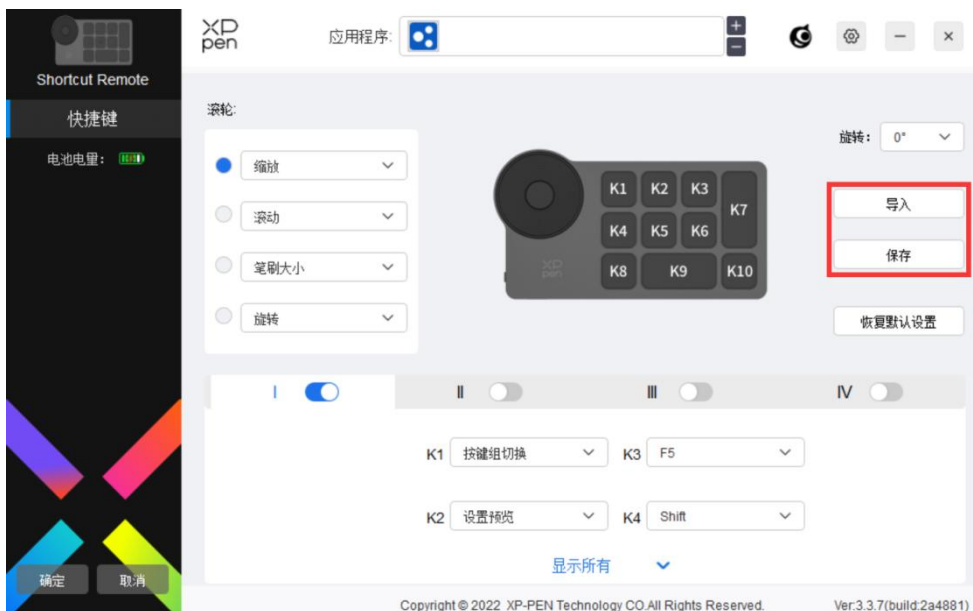 XP
pen
应用程序:
Shortcut Remote
快捷键
电池电量:
滚轮:
缩放
滚动
笔刷大小
旋转
K1 K2 K3
K7
K4 K5 K6
K8 K9 K10
XP
pen
旋转: 0°
导入
保存
恢复默认设置
I II III IV
K1 按键组切换 K3 F5
K2 设置预览 K4 Shift
显示所有
确定 取消
Copyright © 2022 XP-PEN Technology CO.All Rights Reserved. Ver:3.3.7(build:2a4881)